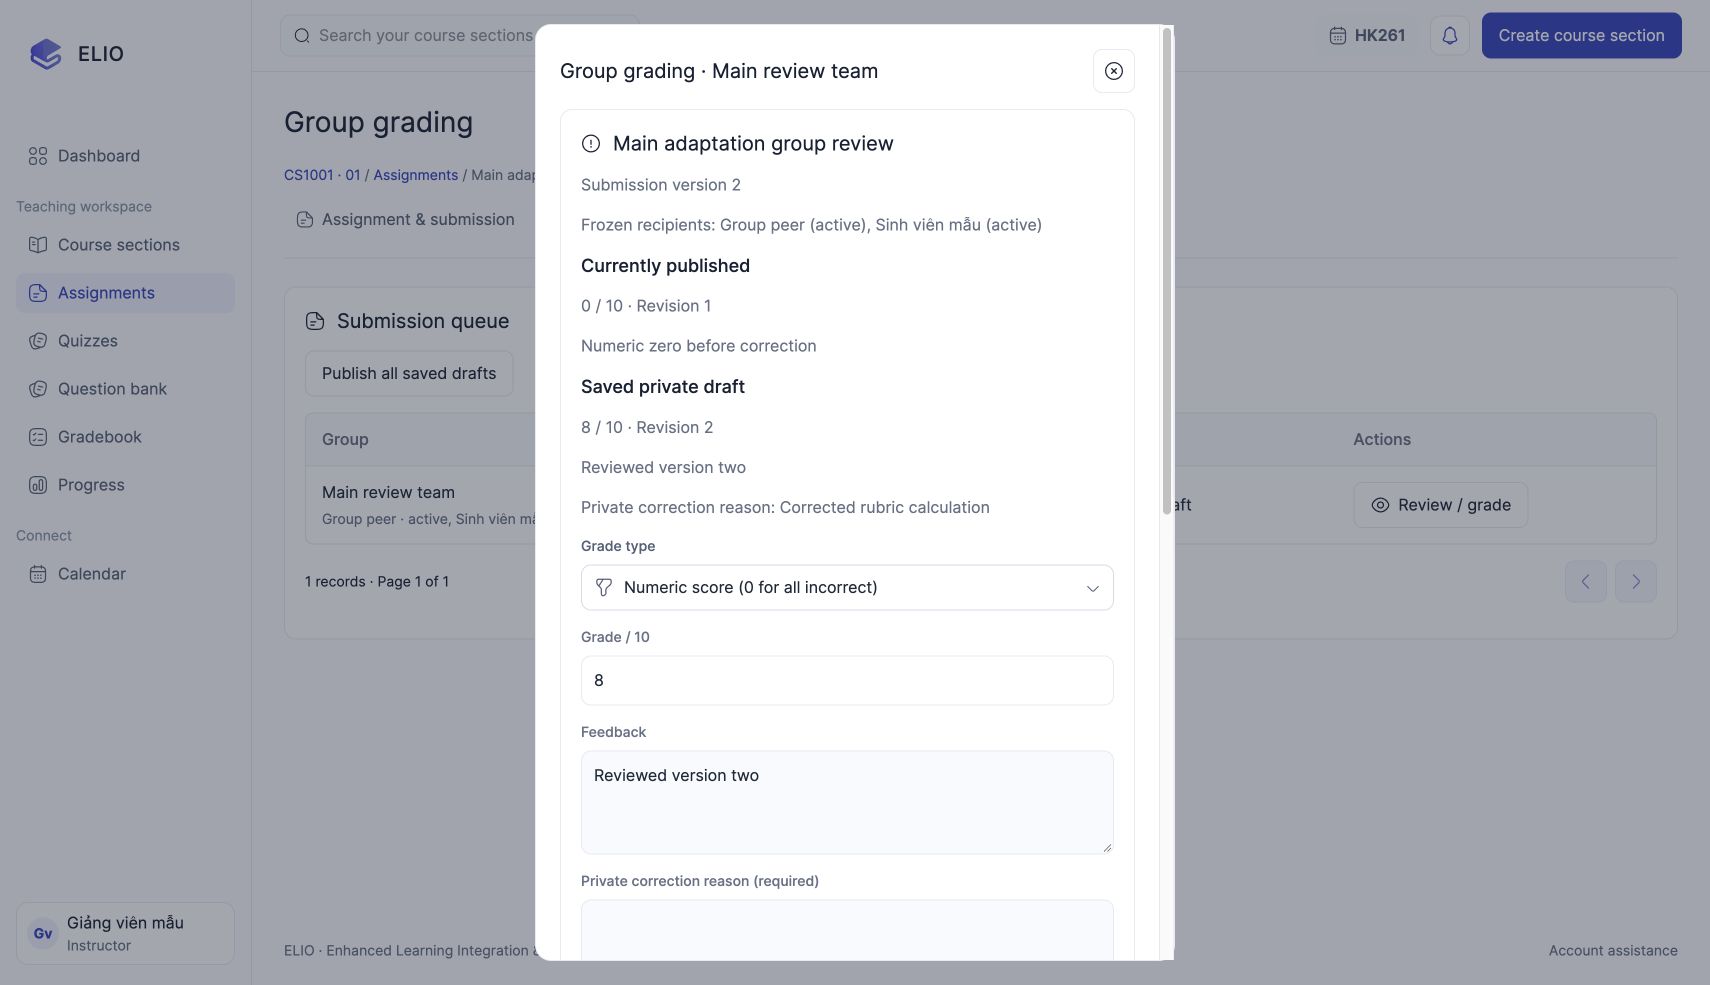 ELIO
Search your course sections
HK261
Create course section
Dashboard
Teaching workspace
Course sections
Assignments
Quizzes
Question bank
Gradebook
Progress
Connect
Calendar
Gv
Giảng viên mẫu
Instructor
Group grading
CS1001 · 01 / Assignments / Main
Assignment & submission
Submission queue
Publish all saved drafts
Group
Actions
Main review team
Group peer · active, Sinh viên
Review / grade
1 records · Page 1 of 1
ELIO · Enhanced Learning Integration
Account assistance
Group grading · Main review team
Main adaptation group review
Submission version 2
Frozen recipients: Group peer (active), Sinh viên mẫu (active)
Currently published
0 / 10 · Revision 1
Numeric zero before correction
Saved private draft
8 / 10 · Revision 2
Reviewed version two
Private correction reason: Corrected rubric calculation
Grade type
Numeric score (0 for all incorrect)
Grade / 10
8
Feedback
Reviewed version two
Private correction reason (required)